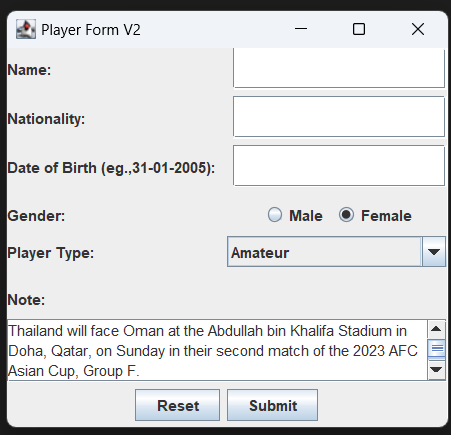 Player Form V2
Name:
Nationality:
Date of Birth (eg.,31-01-2005):
Gender: Male Female
Player Type: Amateur
Note:
Thailand will face Oman at the Abdullah bin Khalifa Stadium in
Doha, Qatar, on Sunday in their second match of the 2023 AFC
Asian Cup, Group F.
Reset Submit